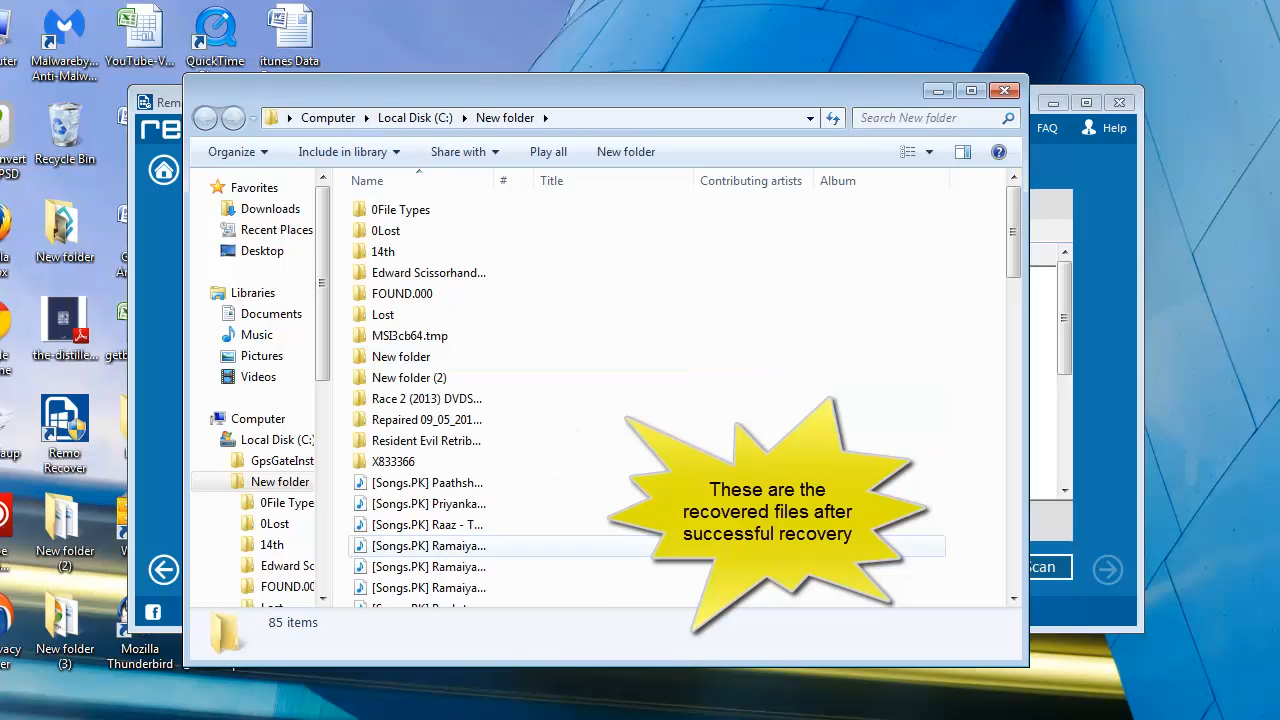 Malwareby...
Anti-Malw...
YouTube-V...
QuickTime
itunes Data
Recycle Bin
New folder
the-distille...
Remo
Recover
New folder
(2)
New folder
(3)
Mozilla
Thunderbird
Computer
Local Disk (C:)
New folder
Search New folder
FAQ
Help
Organize
Include in library
Share with
Play all
New folder
Favorites
Downloads
Recent Places
Desktop
Libraries
Documents
Music
Pictures
Videos
Computer
Local Disk (C:)
GpsGateInst
New folder
0File Type
0Lost
14th
Edward Sc
FOUND.00
Name
#
Title
Contributing artists
Album
0File Types
0Lost
14th
Edward Scissorhand...
FOUND.000
Lost
MSI3cb64.tmp
New folder
New folder (2)
Race 2 (2013) DVDS...
Repaired 09_05_201...
Resident Evil Retrib...
X833366
[Songs.PK] Paathsh...
[Songs.PK] Priyanka...
[Songs.PK] Raaz - T...
[Songs.PK] Ramaiya...
[Songs.PK] Ramaiya...
[Songs.PK] Ramaiya...
These are the
recovered files after
successful recovery
Scan
85 items